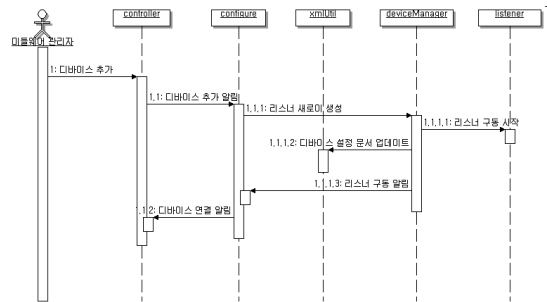 controller
configure
xmlUtil
deviceManager
listener
미들웨어 관리자
1: 디바이스 추가
1.1: 디바이스 추가 알림
1.1.1: 리스너 새로이 생성
1.1.1.1: 리스너 구동 시작
1.1.1.2: 디바이스 설정 문서 업데이트
1.1.1.3: 리스너 구동 알림
1.1.2: 디바이스 연결 알림